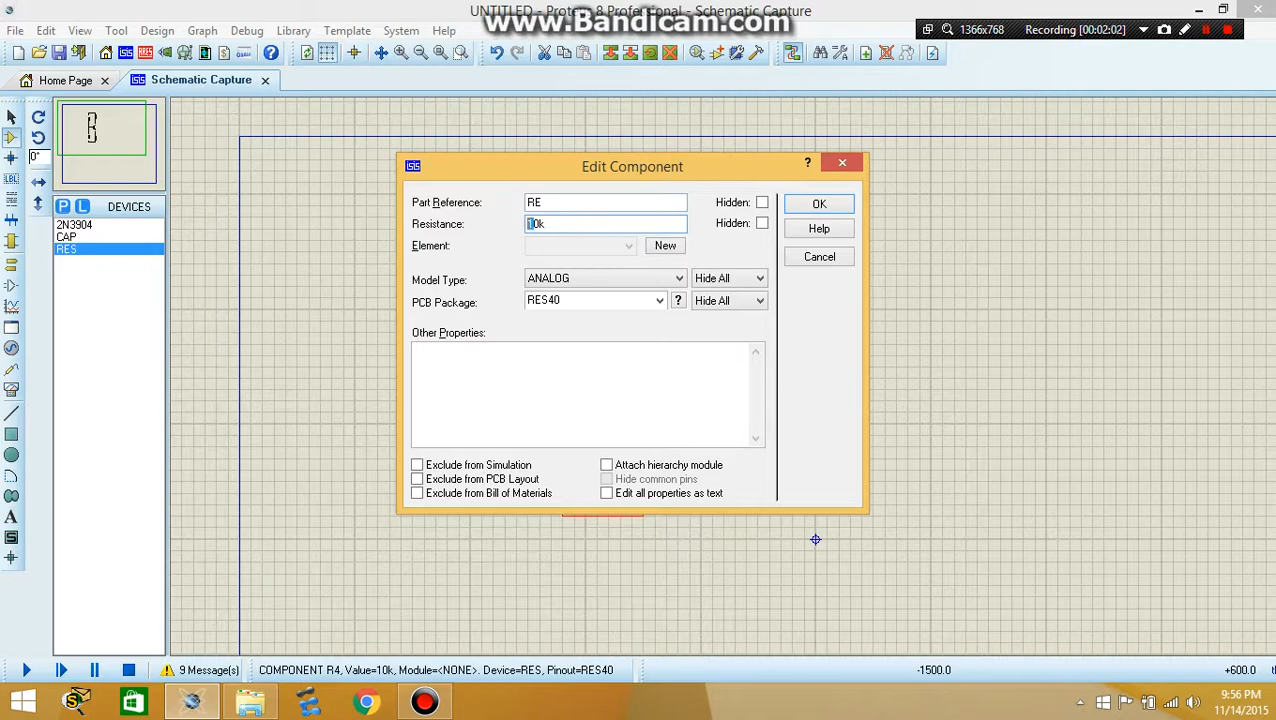 UNTITLED - Proteus 8 Professional - Schematic Capture
www.Bandicam.com
File Edit View Tool Design Graph Debug Library Template System Help
1366x768 Recording [00:02:02]
Home Page
Schematic Capture
0°
P L DEVICES
2N3904
CAP
RES
LBL
A
Edit Component
?
Part Reference: RE Hidden: OK
Resistance: 10k Hidden: Help
Element: New Cancel
Model Type: ANALOG Hide All
PCB Package: RES40 ? Hide All
Other Properties:
Exclude from Simulation Attach hierarchy module
Exclude from PCB Layout Hide common pins
Exclude from Bill of Materials Edit all properties as text
9 Message(s) COMPONENT R4, Value=10k, Module=<NONE>. Device=RES, Pinout=RES40 -1500.0 +600.0
9:56 PM
11/14/2015